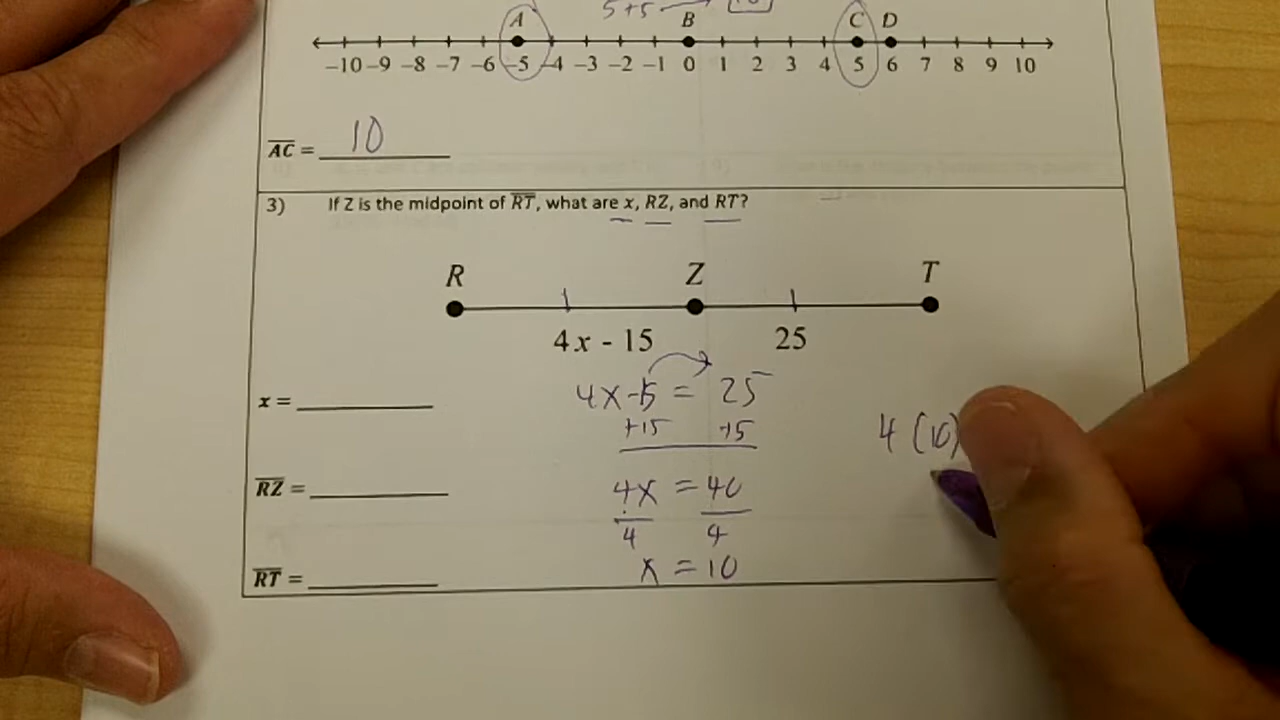 5+5
A B C D
-10 -9 -8 -7 -6 -5 -4 -3 -2 -1 0 1 2 3 4 5 6 7 8 9 10
AC = 10
3) If Z is the midpoint of RT, what are x, RZ, and RT?
R Z T
4x - 15 25
4x-15 = 25
x =
+15 +15
4 (10)
RZ =
4x = 40
4 4
x = 10
RT =